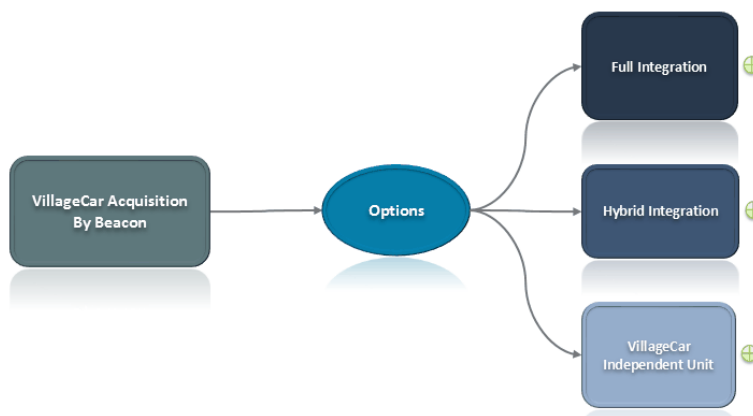 Full Integration
VillageCar Acquisition
By Beacon
Options
Hybrid Integration
VillageCar
Independent Unit